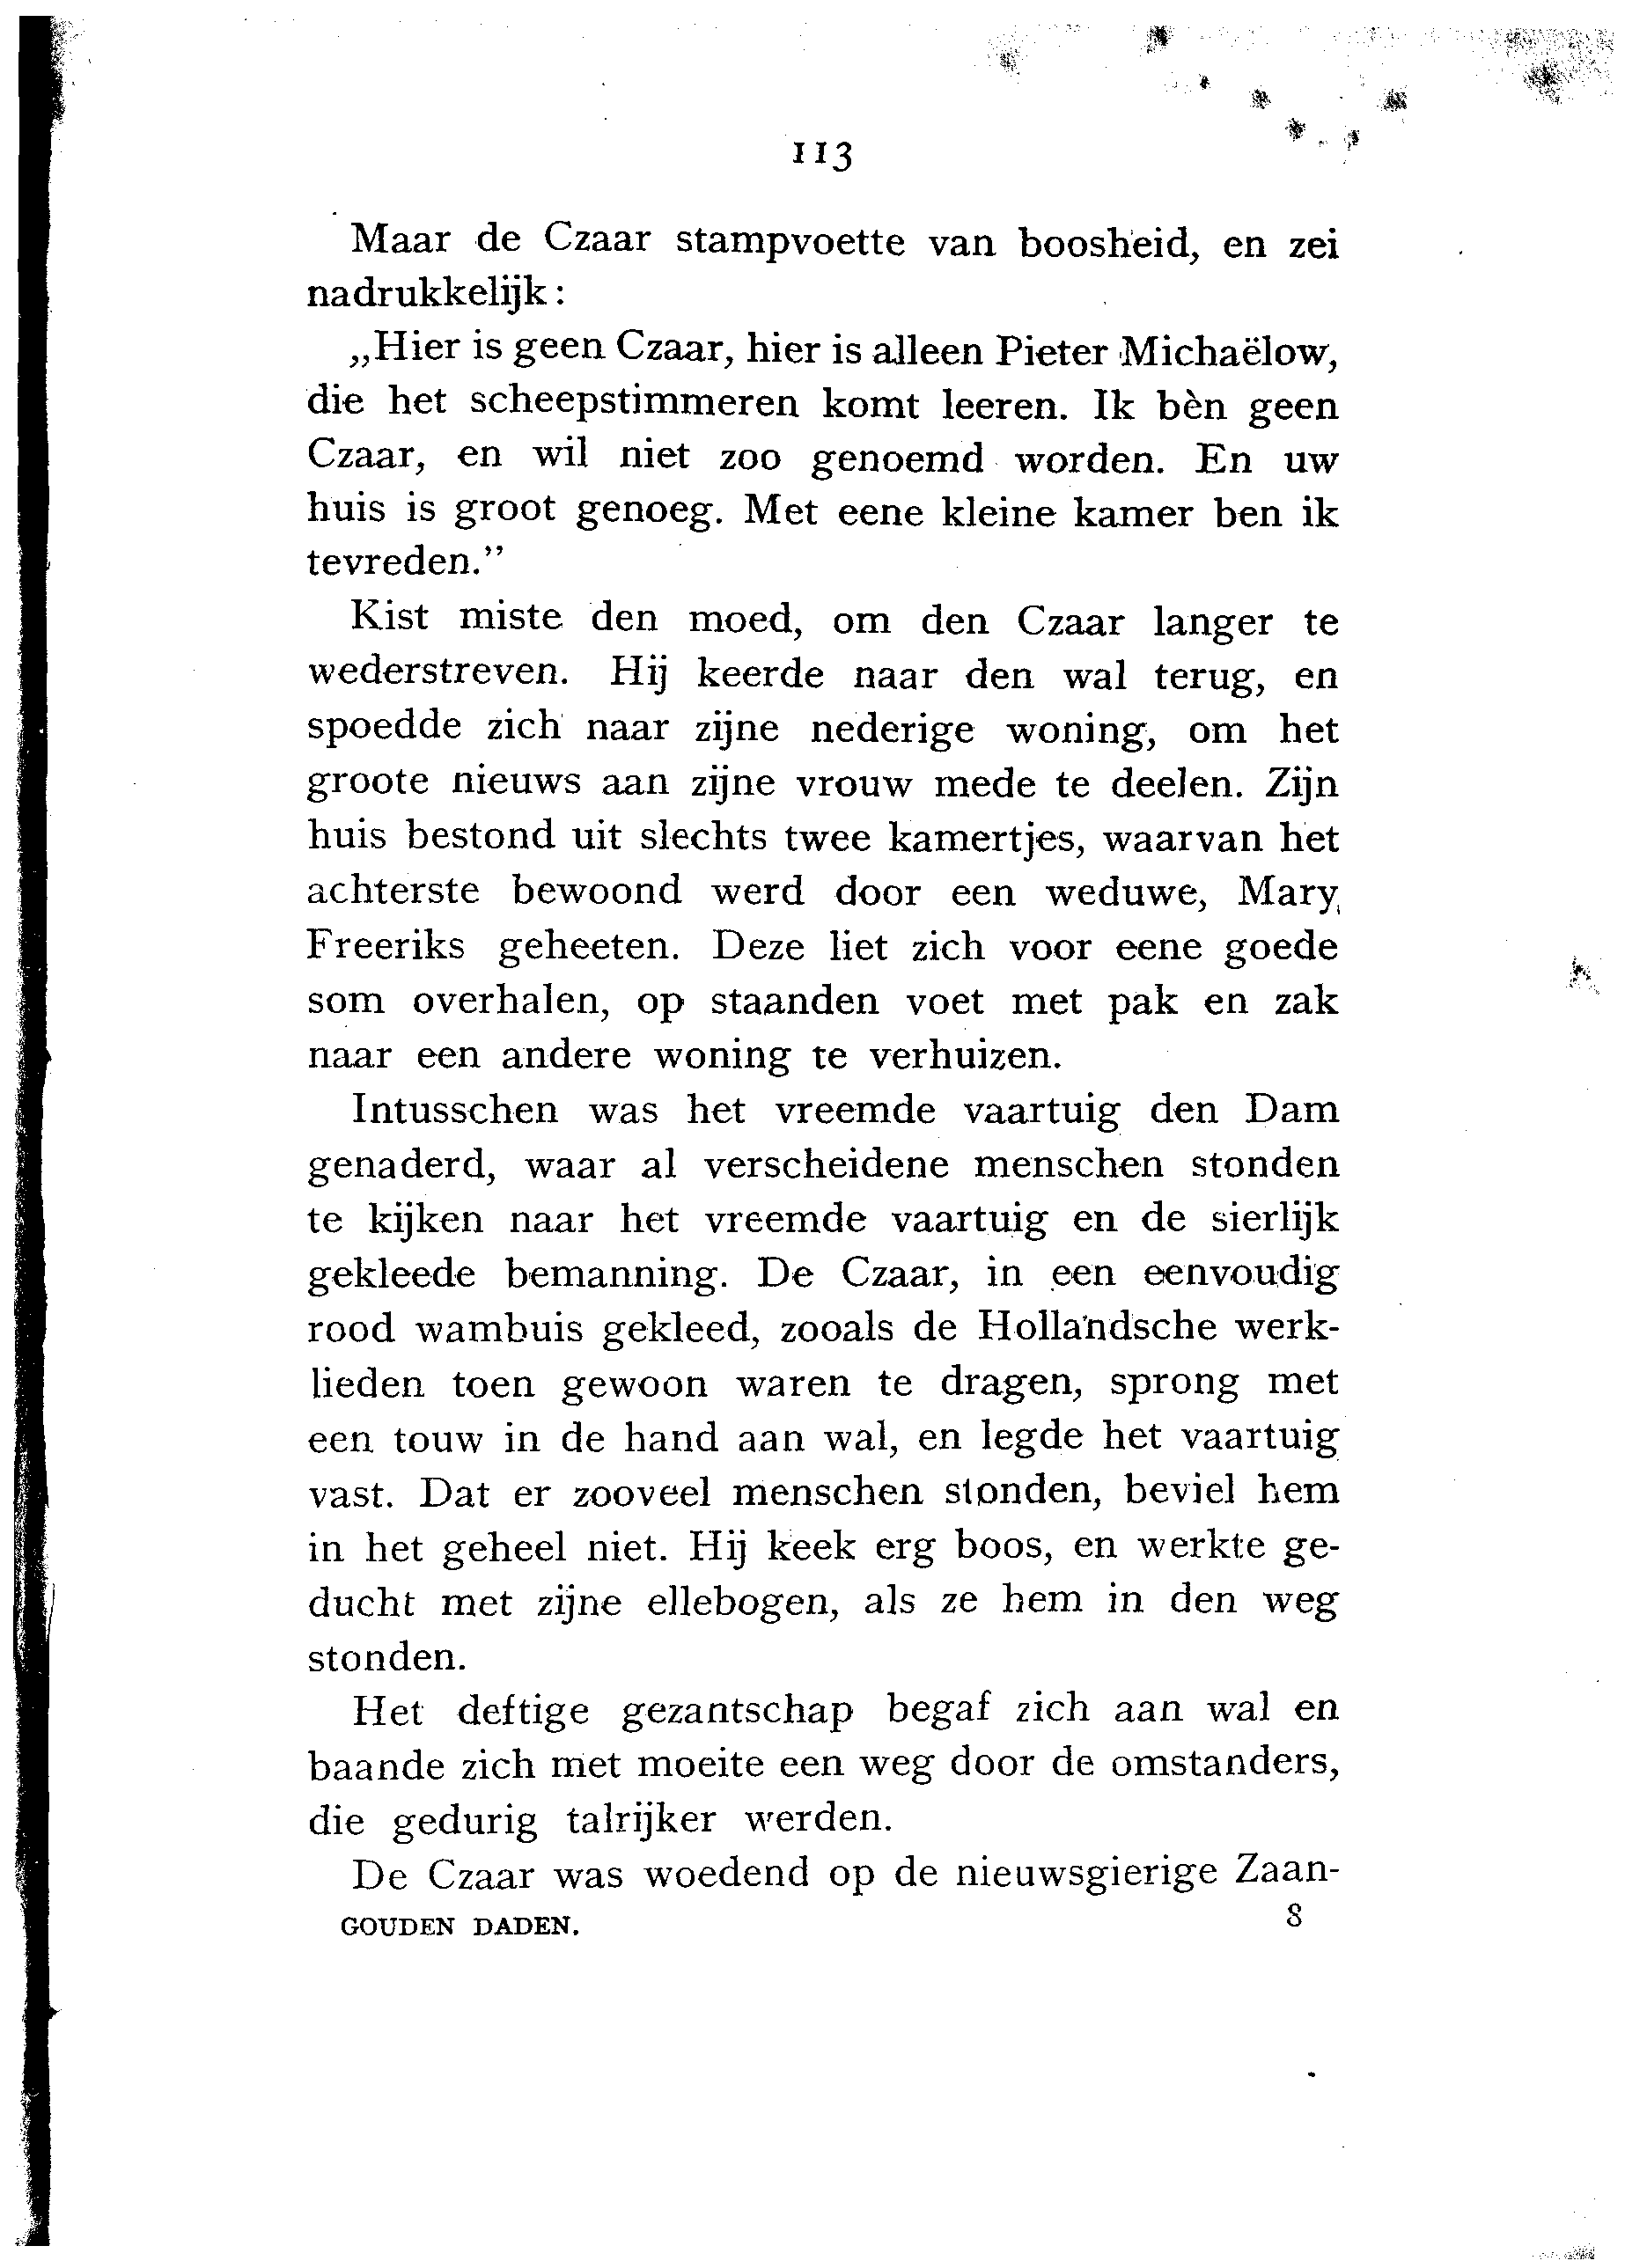 113
Maar de Czaar stampvoette van boosheid, en zei
nadrukkelijk:
„Hier is geen Czaar, hier is alleen Pieter Michaëlow,
die het scheepstimmeren komt leeren. Ik bèn geen
Czaar, en wil niet zoo genoemd worden. En uw
huis is groot genoeg. Met eene kleine kamer ben ik
tevreden.”
Kist miste den moed, om den Czaar langer te
wederstreven. Hij keerde naar den wal terug, en
spoedde zich naar zijne nederige woning, om het
groote nieuws aan zijne vrouw mede te deelen. Zijn
huis bestond uit slechts twee kamertjes, waarvan het
achterste bewoond werd door een weduwe, Mary
Freeriks geheeten. Deze liet zich voor eene goede
som overhalen, op staanden voet met pak en zak
naar een andere woning te verhuizen.
Intusschen was het vreemde vaartuig den Dam
genaderd, waar al verscheidene menschen stonden
te kijken naar het vreemde vaartuig en de sierlijk
gekleede bemanning. De Czaar, in een eenvoudig
rood wambuis gekleed, zooals de Hollandsche werk-
lieden toen gewoon waren te dragen, sprong met
een touw in de hand aan wal, en legde het vaartuig
vast. Dat er zooveel menschen stonden, beviel hem
in het geheel niet. Hij keek erg boos, en werkte ge-
ducht met zijne ellebogen, als ze hem in den weg
stonden.
Het deftige gezantschap begaf zich aan wal en
baande zich met moeite een weg door de omstanders,
die gedurig talrijker werden.
De Czaar was woedend op de nieuwsgierige Zaan-
GOUDEN DADEN. 8